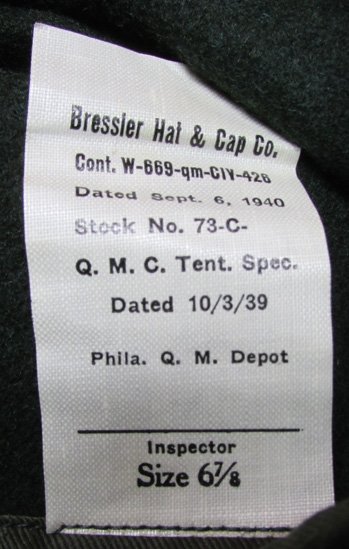 Bressler Hat & Cap Co.
Cont. W-669-qm-CIV-426
Dated Sept. 6, 1940
Stock No. 73-C-
Q. M. C. Tent. Spec.
Dated 10/3/39
Phila. Q. M. Depot
Inspector
Size 6⅞